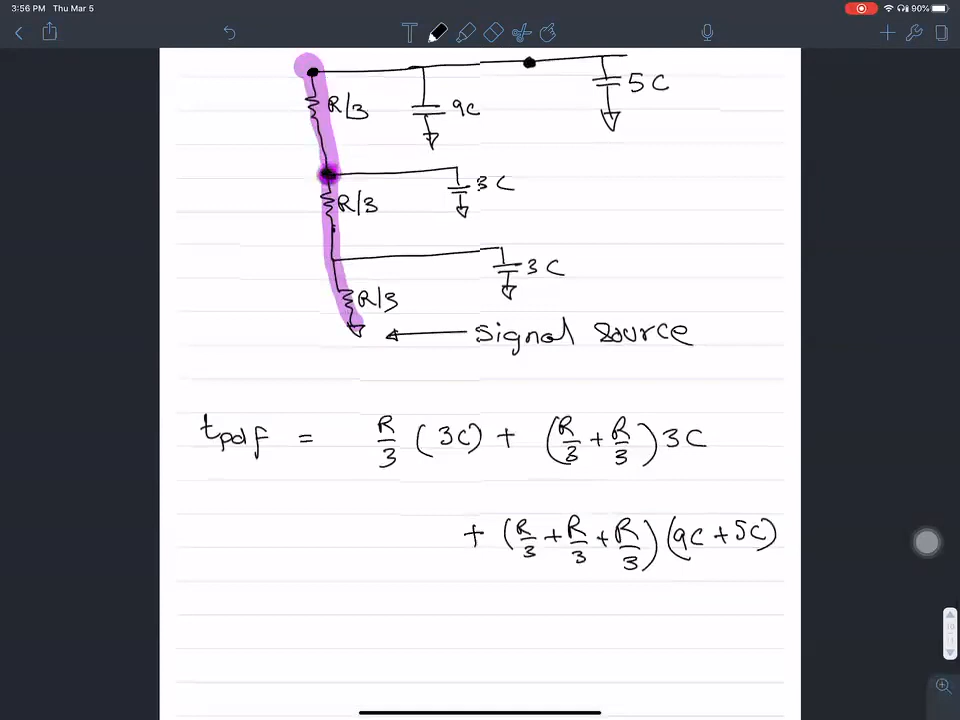 3:56 PM Thu Mar 5
90%
5C
R/3
9C
3C
R/3
3C
R/3
signal source
tpdf = R/3 (3C) + (R/3 + R/3) 3C
+ (R/3 + R/3 + R/3) (9C + 5C)